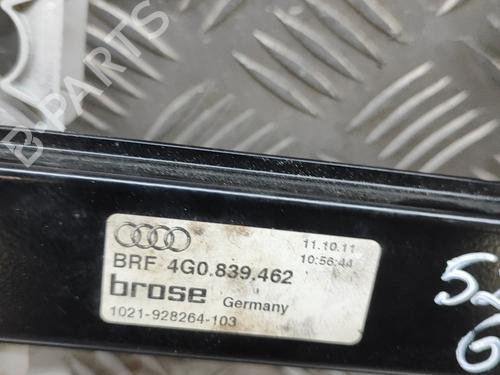 B-PARTS
11.10.11
BRF 4G0.839.462
10:56:44
brose Germany
1021-928264-103